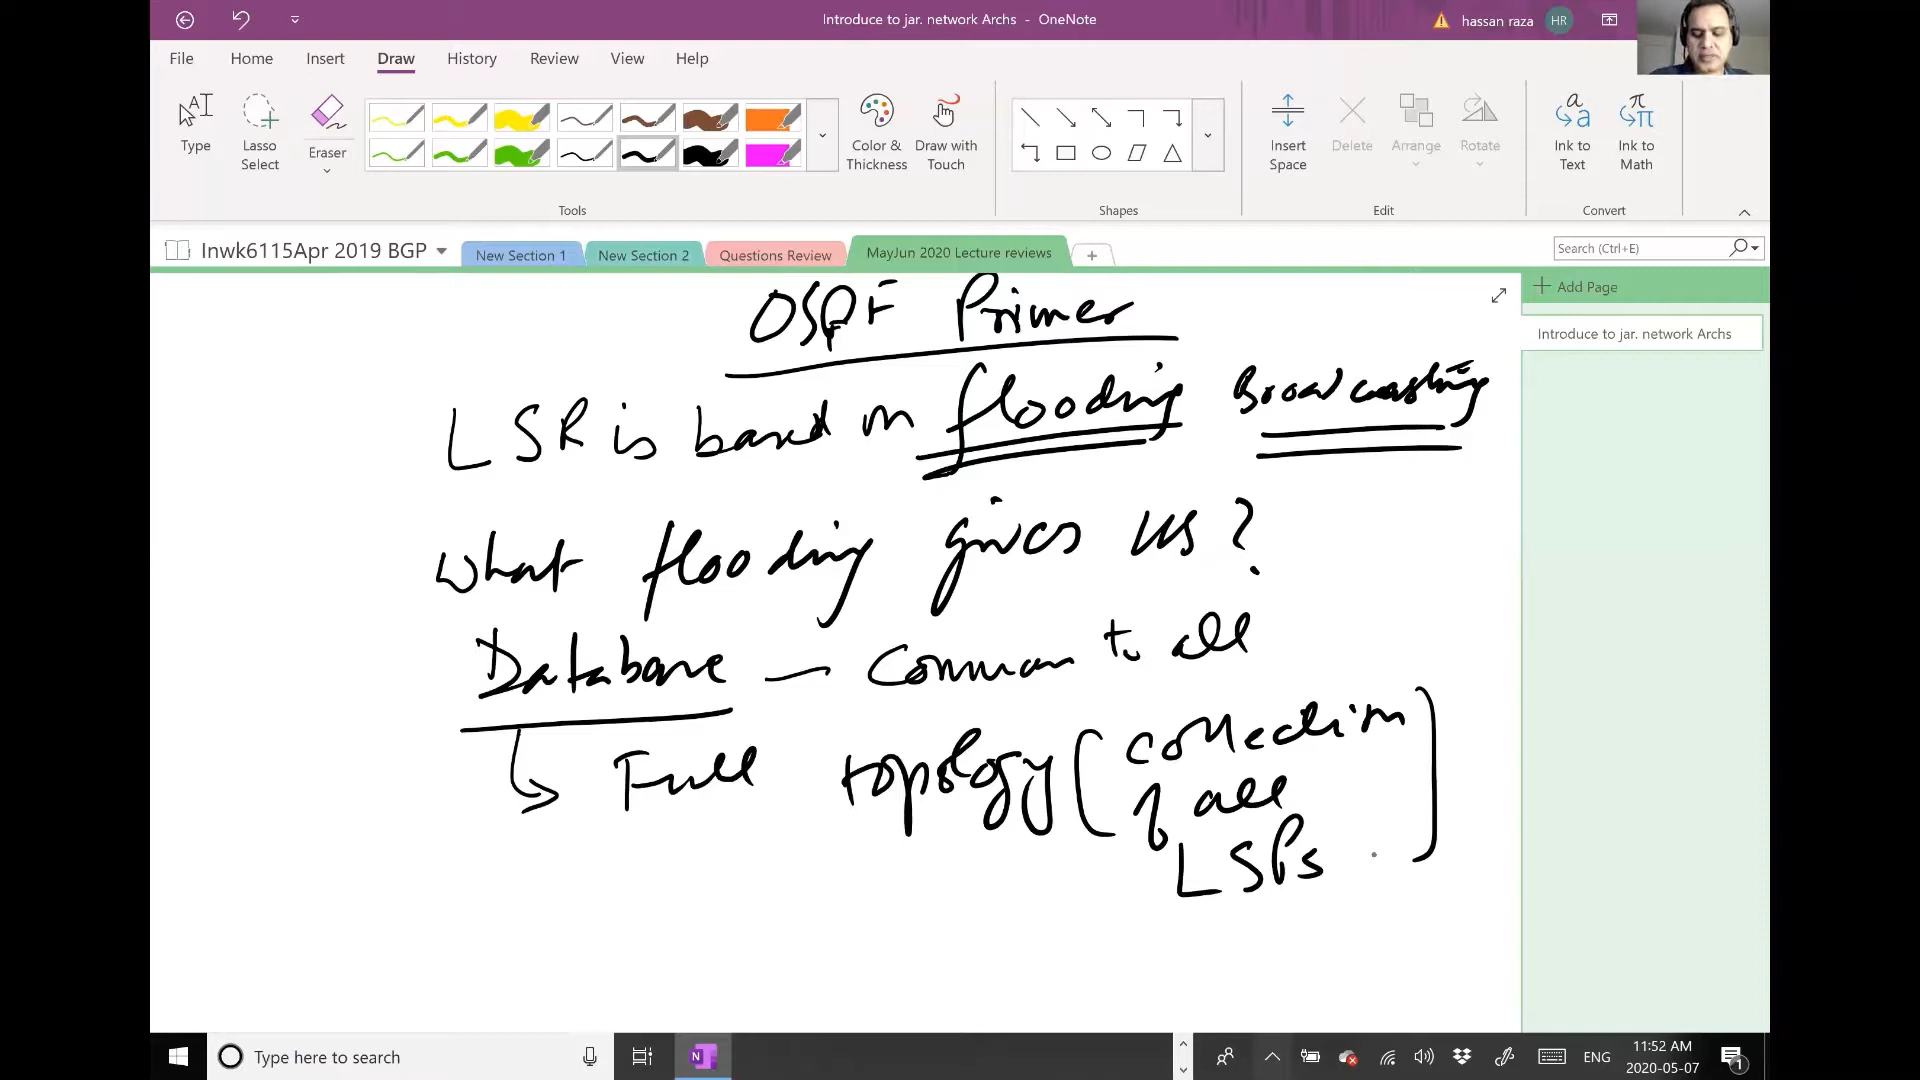 Introduce to jar. network Archs - OneNote
hassan raza HR
File Home Insert Draw History Review View Help
Type Lasso Select Eraser Color & Thickness Draw with Touch Insert Space Delete Arrange Rotate Ink to Text Ink to Math
Tools Shapes Edit Convert
Inwk6115Apr 2019 BGP New Section 1 New Section 2 Questions Review MayJun 2020 Lecture reviews + Search (Ctrl+E)
Add Page
Introduce to jar. network Archs
OSPF Primer
LSR is based on flooding Broadcasting
what flooding gives us?
Database - Common to all
Full topology (collection
of all
LSPs )
Type here to search
ENG 11:52 AM
2020-05-07
1